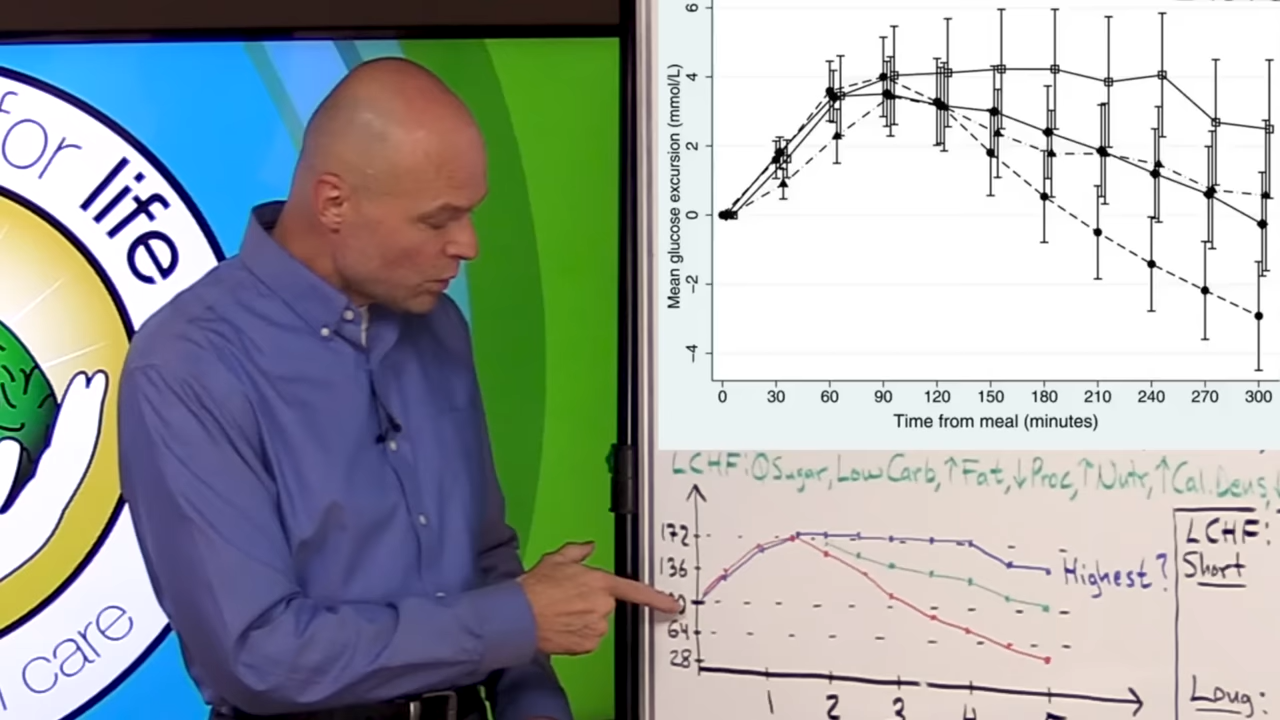 for life
care
6
4
2
0
−2
−4
Mean glucose excursion (mmol/L)
0 30 60 90 120 150 180 210 240 270 300
Time from meal (minutes)
LCHF: 0 Sugar, Low Carb, ↑Fat, ↓Proc, ↑Nutr, ↑Cal. Dens,
172
136
64
28
Highest?
LCHF:
Short
Long:
1 2 3 4